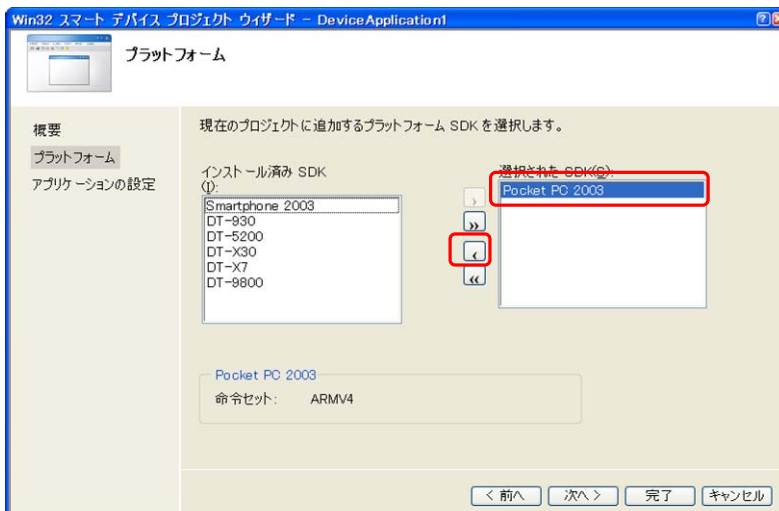 Win32 スマート デバイス プロジェクト ウィザード - DeviceApplication1
プラットフォーム
概要
プラットフォーム
アプリケーションの設定
現在のプロジェクトに追加するプラットフォーム SDK を選択します。
インストール済み SDK
(I):
Smartphone 2003
DT-930
DT-5200
DT-X30
DT-X7
DT-9800
›
»
‹
«
選択された SDK(S):
Pocket PC 2003
Pocket PC 2003
命令セット: ARMV4
< 前へ
次へ >
完了
キャンセル